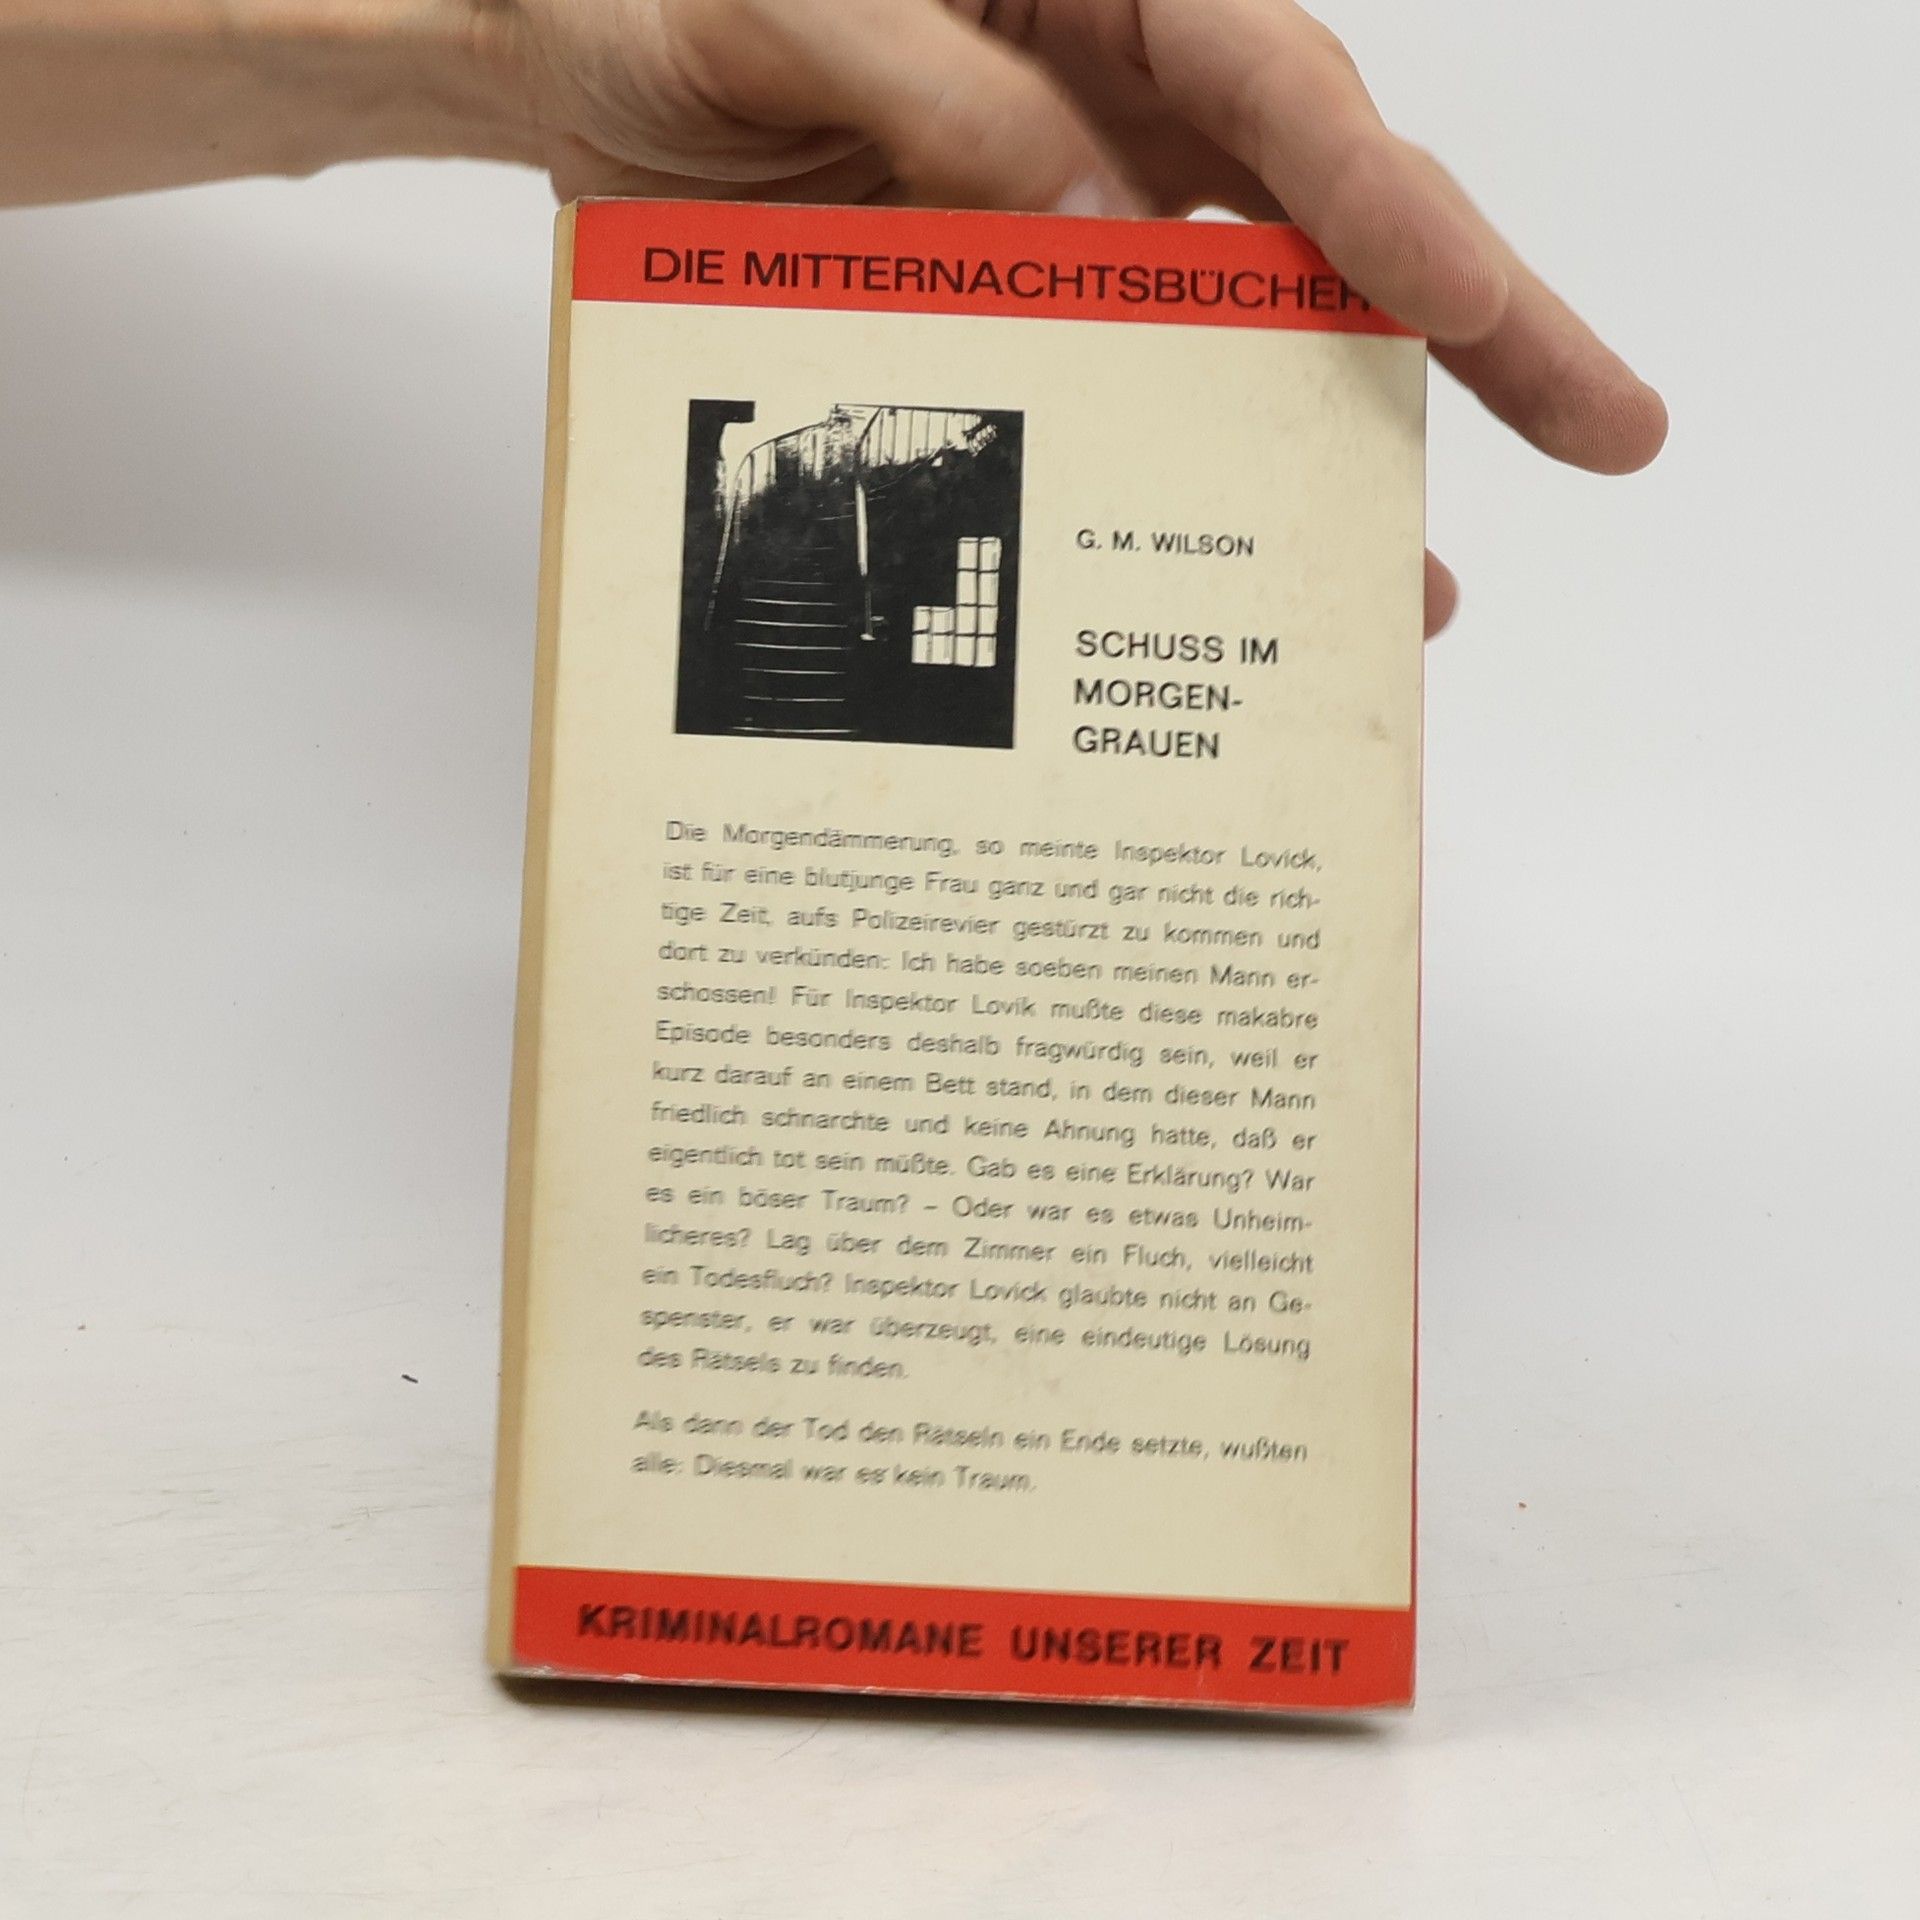 DIE MITTERNACHTSBÜCHER
G. M. WILSON
SCHUSS IM
MORGEN-
GRAUEN
Die Morgendämmerung, so meinte Inspektor Lovick,
ist für eine blutjunge Frau ganz und gar nicht die rich-
tige Zeit, aufs Polizeirevier gestürzt zu kommen und
dort zu verkünden: Ich habe soeben meinen Mann er-
schossen! Für Inspektor Lovik mußte diese makabre
Episode besonders deshalb fragwürdig sein, weil er
kurz darauf an einem Bett stand, in dem dieser Mann
friedlich schnarchte und keine Ahnung hatte, daß er
eigentlich tot sein müßte. Gab es eine Erklärung? War
es ein böser Traum? – Oder war es etwas Unheim-
licheres? Lag über dem Zimmer ein Fluch, vielleicht
ein Todesfluch? Inspektor Lovick glaubte nicht an Ge-
spenster, er war überzeugt, eine eindeutige Lösung
des Rätsels zu finden.
Als dann der Tod den Rätseln ein Ende setzte, wußten
alle: Diesmal war es kein Traum.
KRIMINALROMANE UNSERER ZEIT